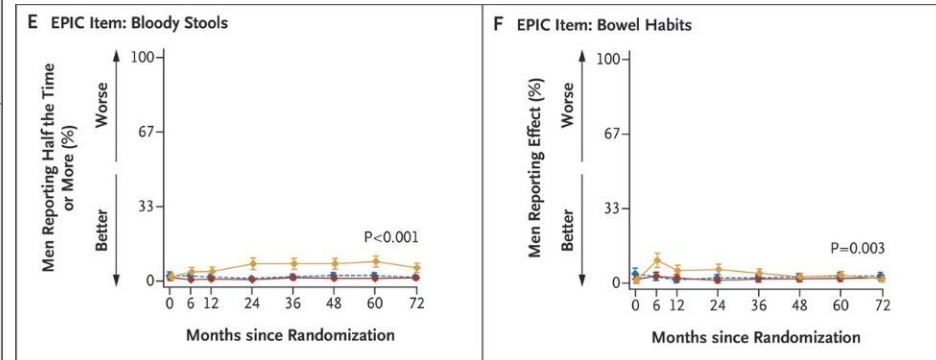 E EPIC Item: Bloody Stools
Men Reporting Half the Time
or More (%)
Worse
Better
100
67
33
0
P<0.001
0 6 12 24 36 48 60 72
Months since Randomization
F EPIC Item: Bowel Habits
Men Reporting Effect (%)
Worse
Better
100
67
33
0
P=0.003
0 6 12 24 36 48 60 72
Months since Randomization